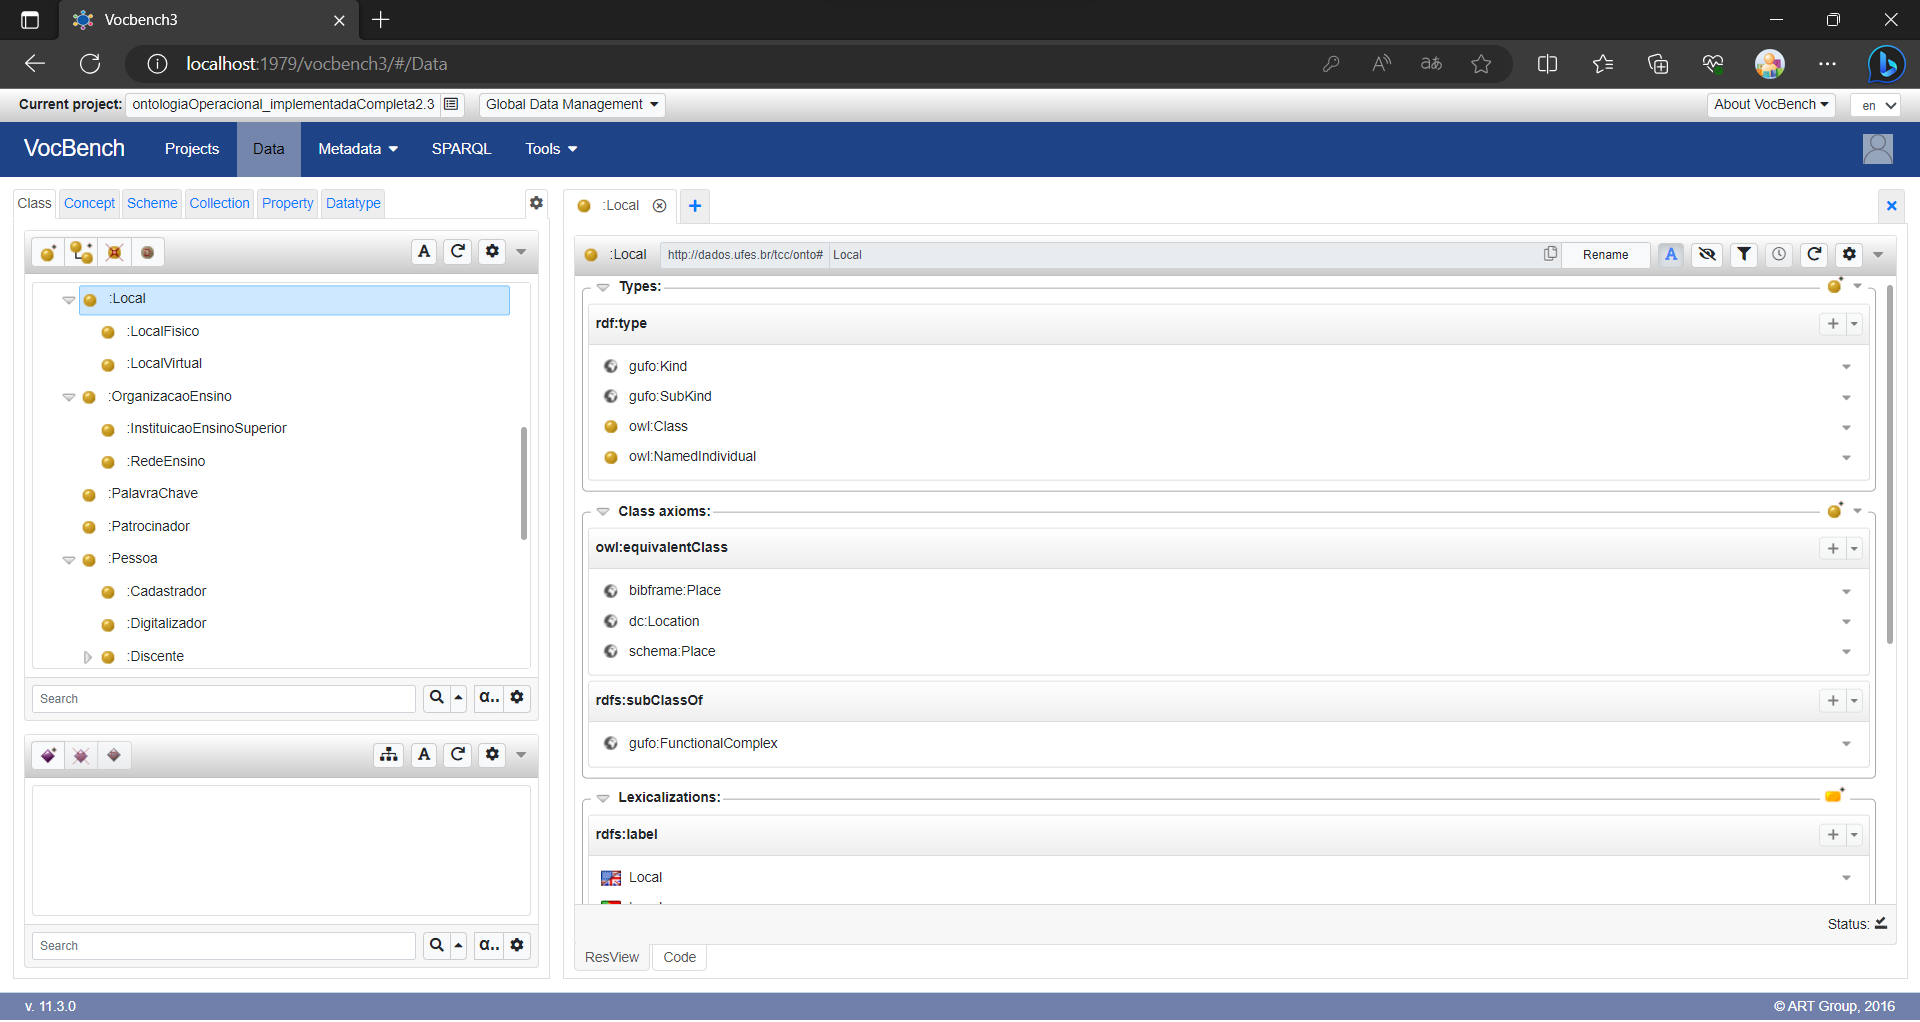 Vocbench3
localhost:1979/vocbench3/#/Data
Current project: ontologiaOperacional_implementadaCompleta2.3 Global Data Management About VocBench en
VocBench Projects Data Metadata SPARQL Tools
Class Concept Scheme Collection Property Datatype
:Local
:LocalFisico
:LocalVirtual
:OrganizacaoEnsino
:InstituicaoEnsinoSuperior
:RedeEnsino
:PalavraChave
:Patrocinador
:Pessoa
:Cadastrador
:Digitalizador
:Discente
Search α..
Search α..
:Local
:Local http://dados.ufes.br/tcc/onto# Local Rename
Types:
rdf:type
gufo:Kind
gufo:SubKind
owl:Class
owl:NamedIndividual
Class axioms:
owl:equivalentClass
bibframe:Place
dc:Location
schema:Place
rdfs:subClassOf
gufo:FunctionalComplex
Lexicalizations:
rdfs:label
Local
Status:
ResView Code
v. 11.3.0 © ART Group, 2016